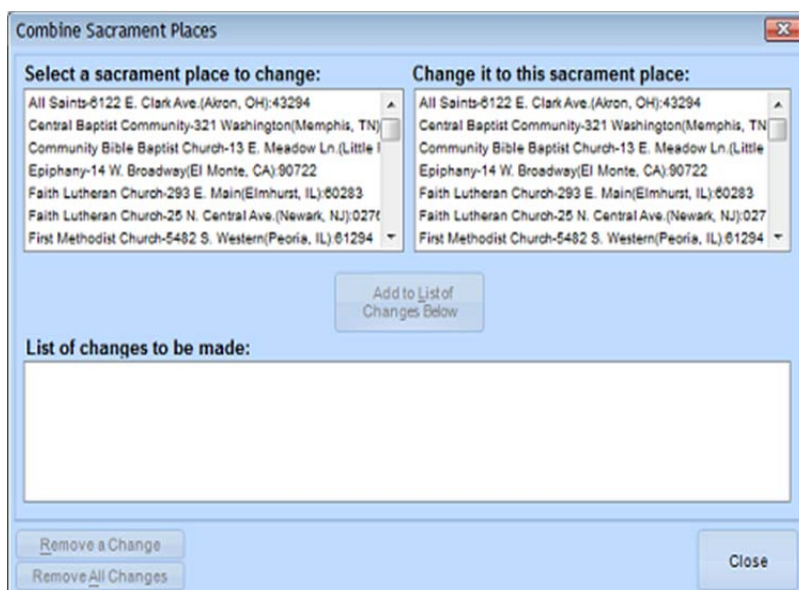 Combine Sacrament Places
Select a sacrament place to change:
All Saints-6122 E. Clark Ave.(Akron, OH):43294
Central Baptist Community-321 Washington(Memphis, TN)
Community Bible Baptist Church-13 E. Meadow Ln.(Little
Epiphany-14 W. Broadway(El Monte, CA):90722
Faith Lutheran Church-293 E. Main(Elmhurst, IL):60283
Faith Lutheran Church-25 N. Central Ave.(Newark, NJ):027
First Methodist Church-5482 S. Western(Peoria, IL):61294
Change it to this sacrament place:
All Saints-6122 E. Clark Ave.(Akron, OH):43294
Central Baptist Community-321 Washington(Memphis, TN
Community Bible Baptist Church-13 E. Meadow Ln.(Little
Epiphany-14 W. Broadway(El Monte, CA):90722
Faith Lutheran Church-293 E. Main(Elmhurst, IL):60283
Faith Lutheran Church-25 N. Central Ave.(Newark, NJ):027
First Methodist Church-5482 S. Western(Peoria, IL):61294
Add to List of
Changes Below
List of changes to be made:
Remove a Change
Remove All Changes
Close